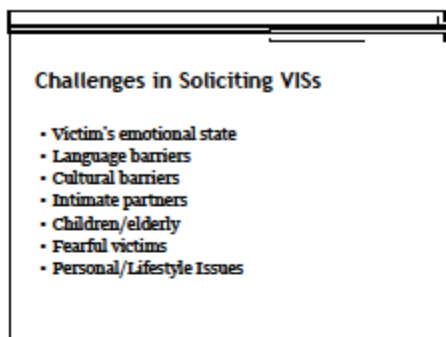 Challenges in Soliciting VISs
• Victim's emotional state
• Language barriers
• Cultural barriers
• Intimate partners
• Children/elderly
• Fearful victims
• Personal/Lifestyle Issues